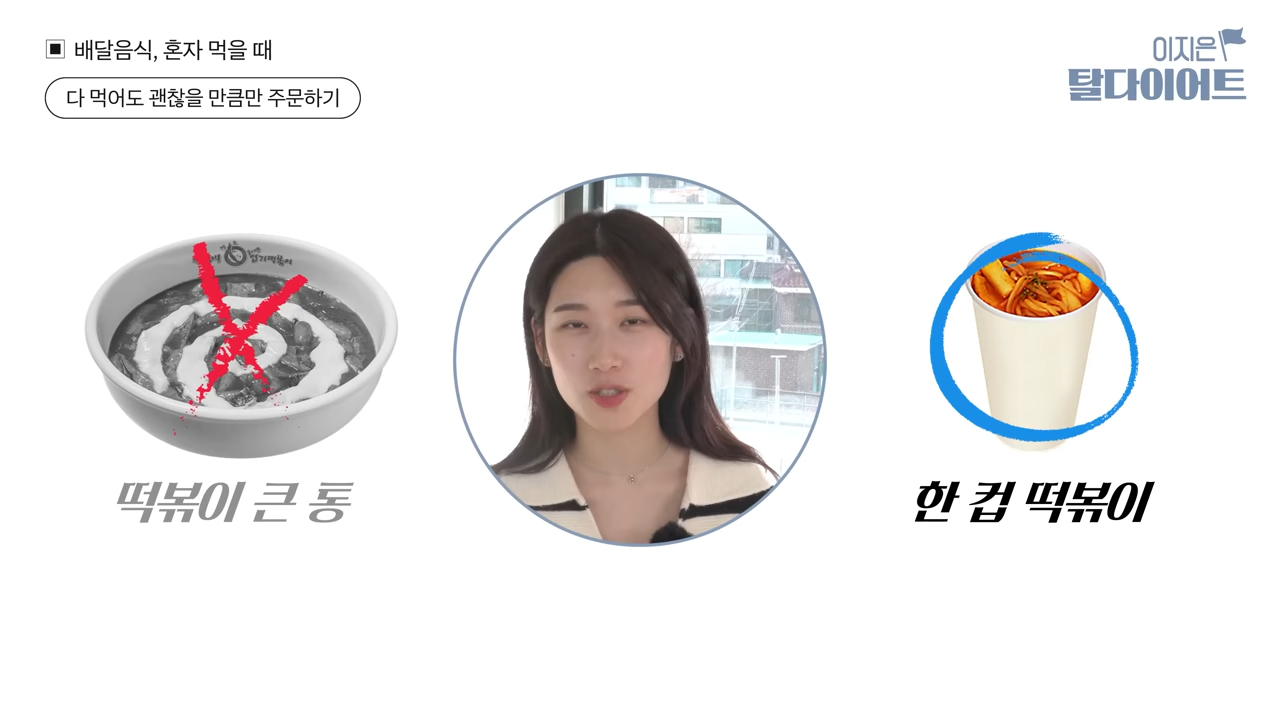 배달음식, 혼자 먹을 때
다 먹어도 괜찮을 만큼만 주문하기
이지은
탈다이어트
떡볶이 큰 통
한 컵 떡볶이